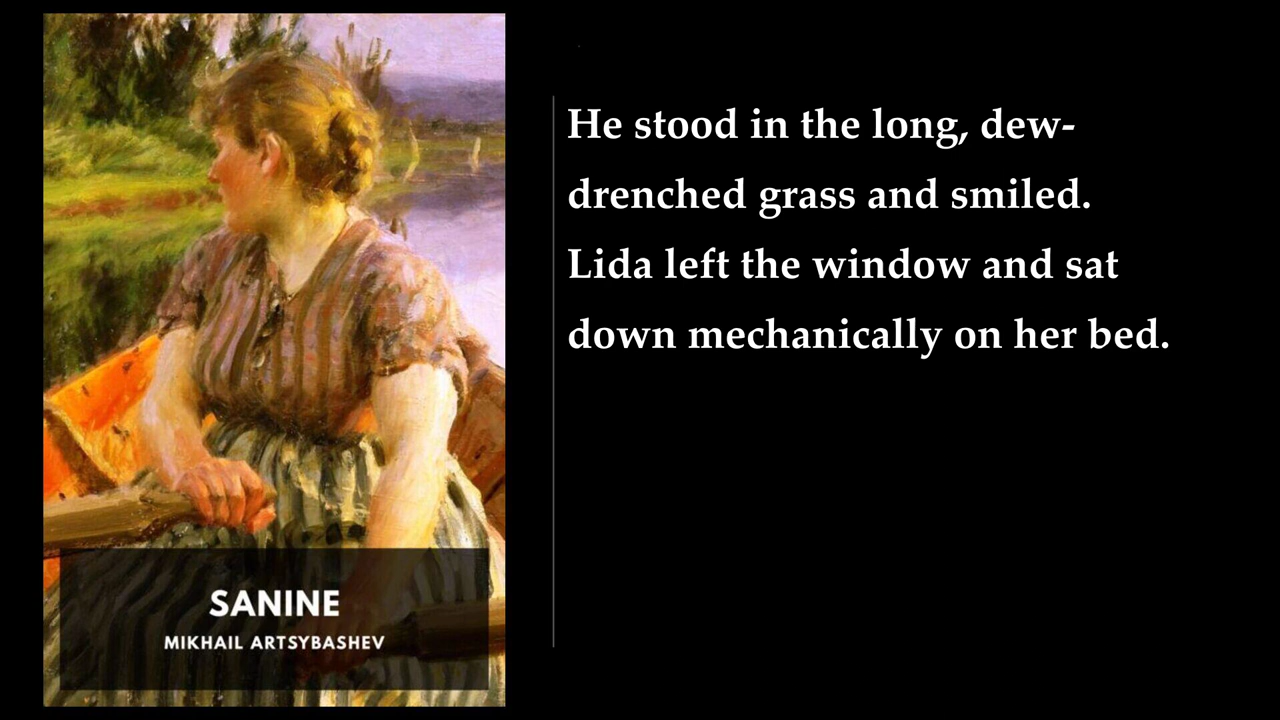 He stood in the long, dew-
drenched grass and smiled.
Lida left the window and sat
down mechanically on her bed.
SANINE
MIKHAIL ARTSYBASHEV